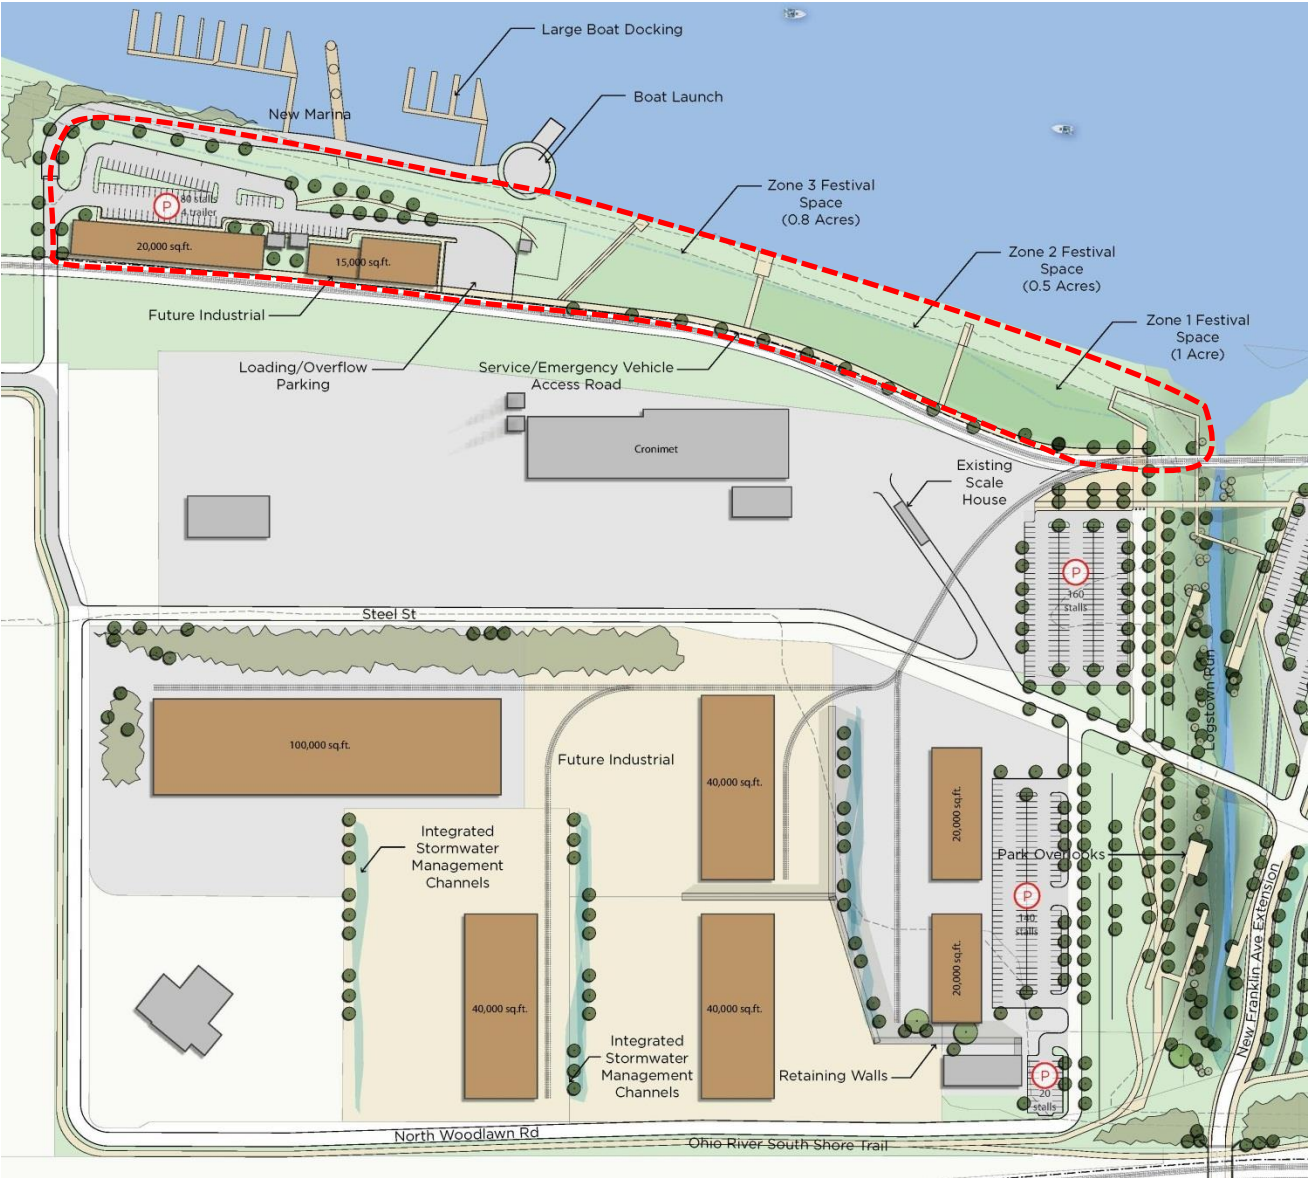 Large Boat Docking
Boat Launch
New Marina
Zone 3 Festival
Space
(0.8 Acres)
P
80 stalls
4 trailer
20,000 sq.ft.
15,000 sq.ft.
Zone 2 Festival
Space
(0.5 Acres)
Future Industrial
Zone 1 Festival
Space
(1 Acre)
Loading/Overflow
Parking
Service/Emergency Vehicle
Access Road
Cronimet
Existing
Scale
House
P
160
stalls
Steel St
Logstown Run
100,000 sq.ft.
Future Industrial
40,000 sq.ft.
20,000 sq.ft.
Integrated
Stormwater
Management
Channels
Park Overlooks
P
140
stalls
New Franklin Ave Extension
40,000 sq.ft.
40,000 sq.ft.
20,000 sq.ft.
Integrated
Stormwater
Management
Channels
Retaining Walls
P
20
stalls
North Woodlawn Rd
Ohio River South Shore Trail